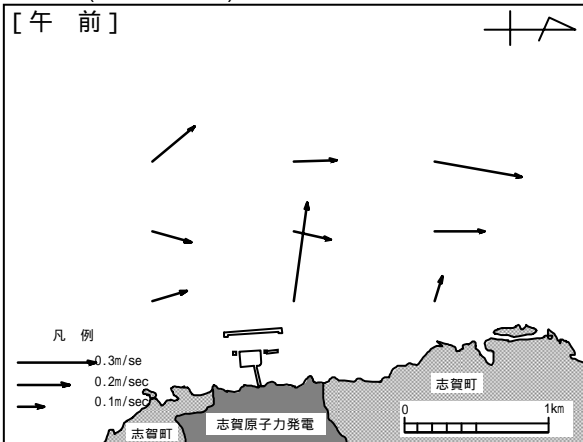 [午 前]
凡 例
0.3m/se
0.2m/sec
0.1m/sec
志賀町
志賀原子力発電
志賀町
0 1km